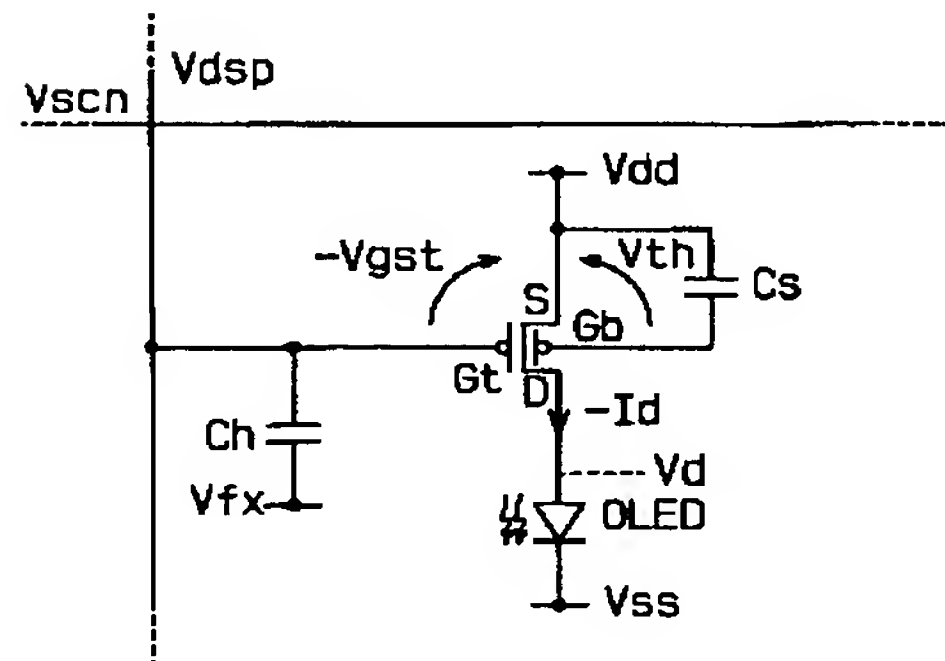 Vdsp
Vscn
Vdd
-Vgst
Vth
Cs
S
Gb
Gt
D
-Id
Ch
Vd
Vfx
OLED
Vss